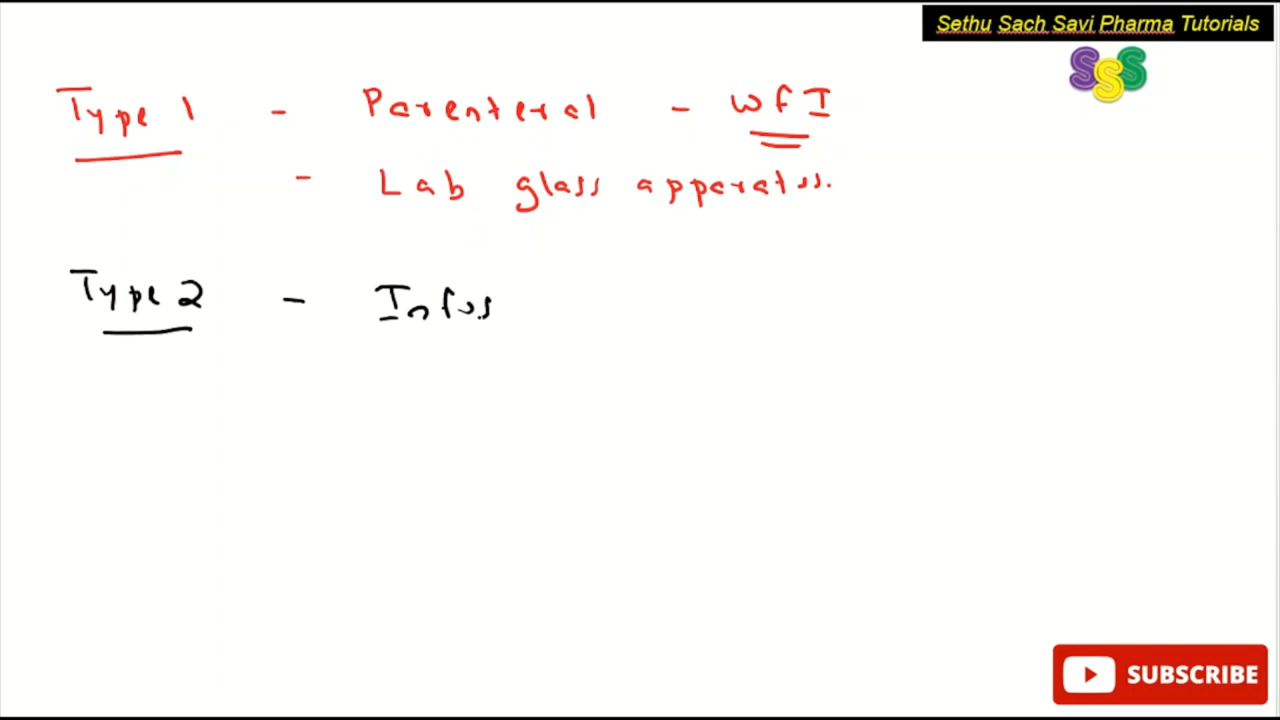 Sethu Sach Savi Pharma Tutorials
SSS
Type 1 - Parenteral - WFI
- Lab glass apparatus.
Type 2 - Infus
SUBSCRIBE